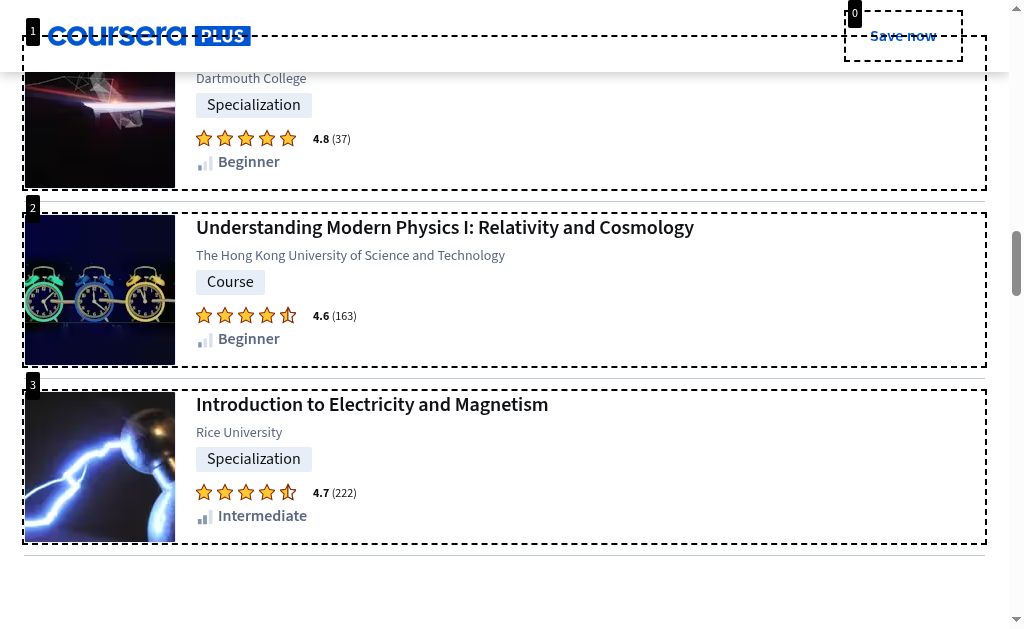 coursera PLUS
Save now
Dartmouth College
Specialization
4.8 (37)
Beginner
Understanding Modern Physics I: Relativity and Cosmology
The Hong Kong University of Science and Technology
Course
4.6 (163)
Beginner
Introduction to Electricity and Magnetism
Rice University
Specialization
4.7 (222)
Intermediate
0
1
2
3